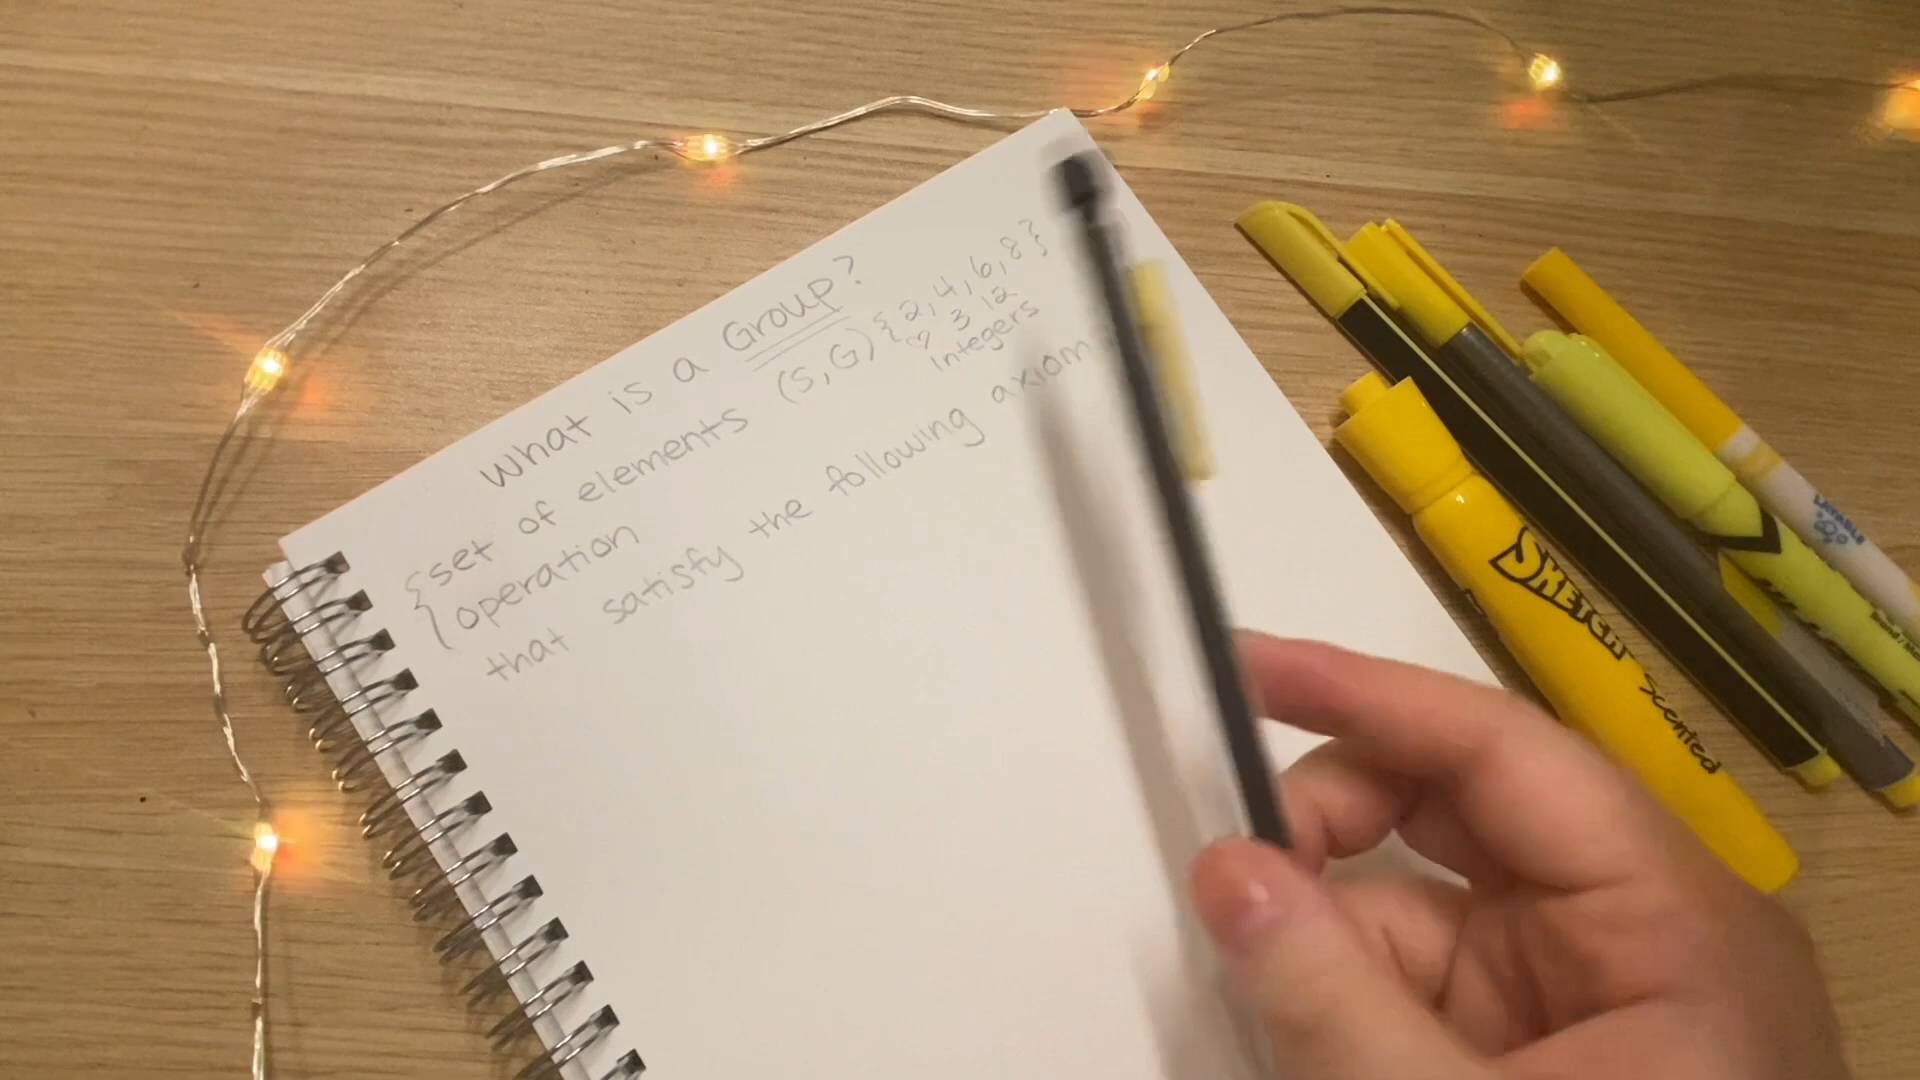 What is a Group?
set of elements (S,G) {2,4,6,8}
♡ 3 12
Integers
operation
that satisfy the following axiom
SKETCH
Scented